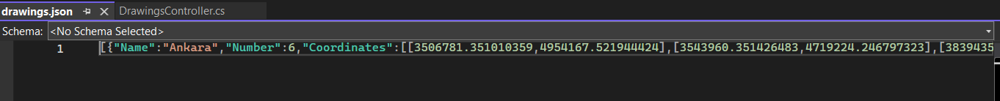 drawings.json
DrawingsController.cs
Schema: <No Schema Selected>
1 [{"Name":"Ankara","Number":6,"Coordinates":[[3506781.351010359,4954167.521944424],[3543960.351426483,4719224.246797323],[3839435